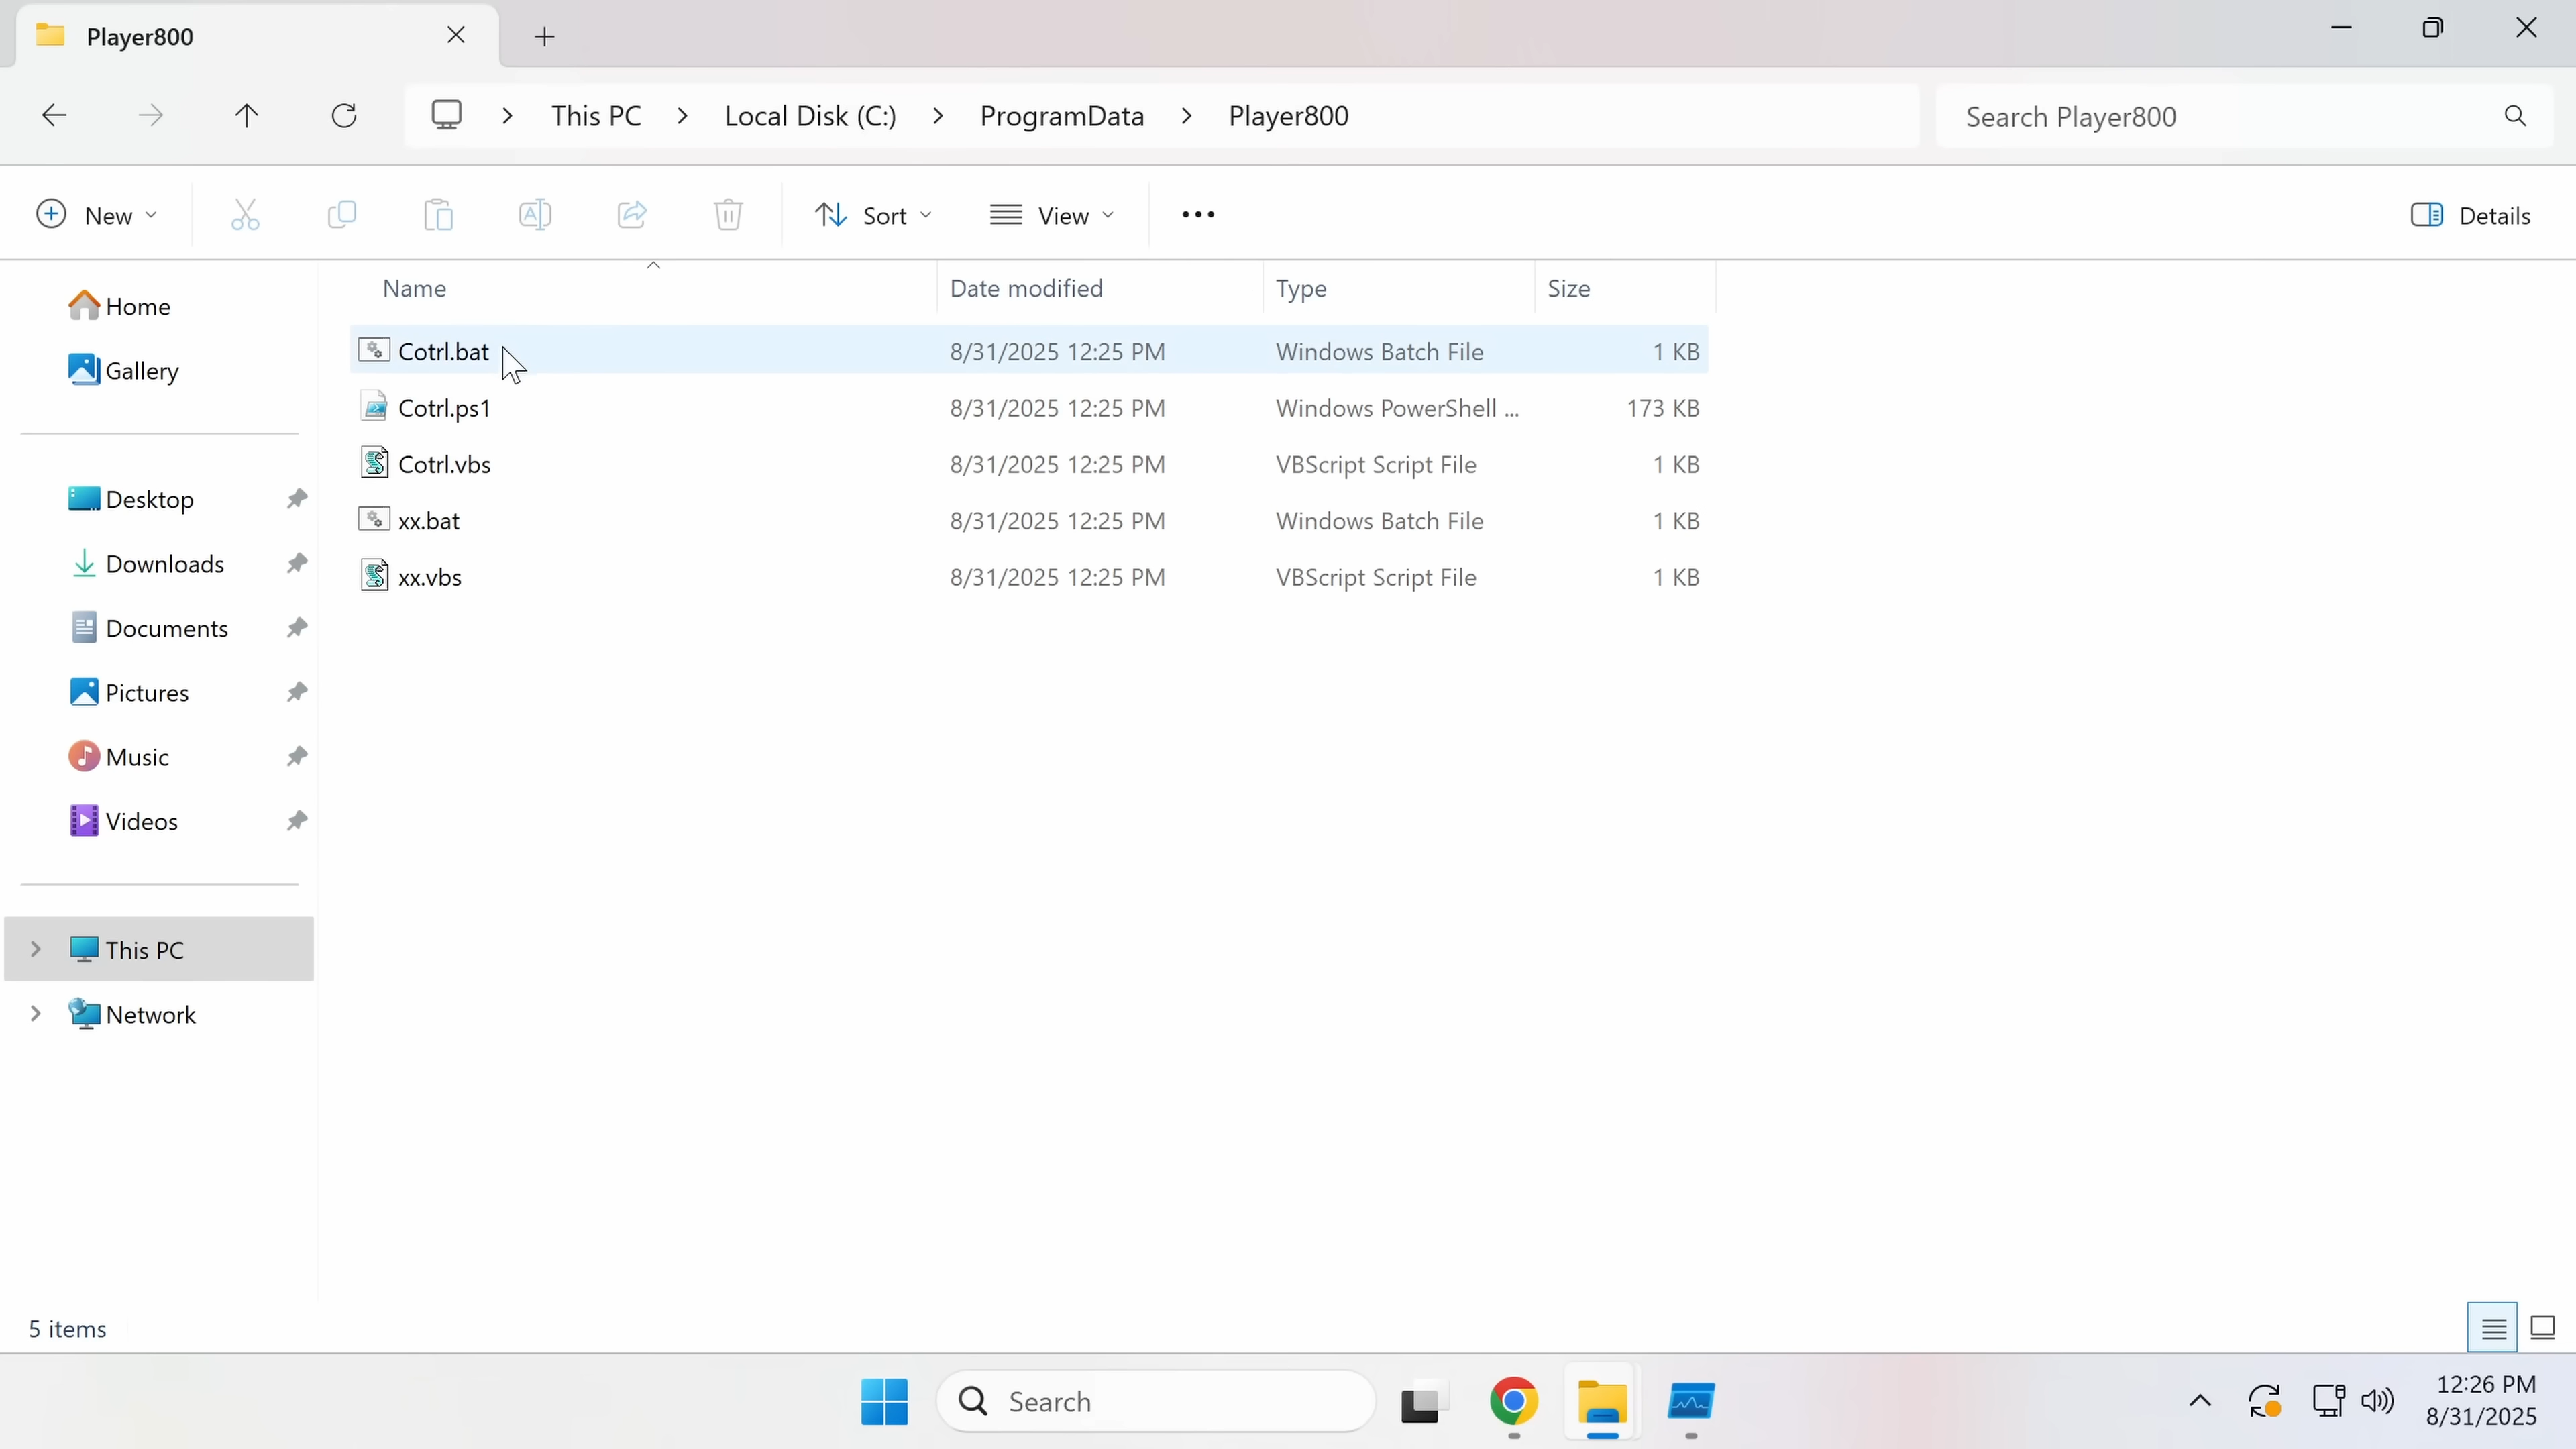 Player800
This PC
Local Disk (C:)
ProgramData
Player800
Search Player800
New
Sort
View
Details
Name
Date modified
Type
Size
Home
Gallery
Desktop
Downloads
Documents
Pictures
Music
Videos
This PC
Network
Cotrl.bat 8/31/2025 12:25 PM Windows Batch File 1 KB
Cotrl.ps1 8/31/2025 12:25 PM Windows PowerShell ... 173 KB
Cotrl.vbs 8/31/2025 12:25 PM VBScript Script File 1 KB
xx.bat 8/31/2025 12:25 PM Windows Batch File 1 KB
xx.vbs 8/31/2025 12:25 PM VBScript Script File 1 KB
5 items
Search
12:26 PM
8/31/2025